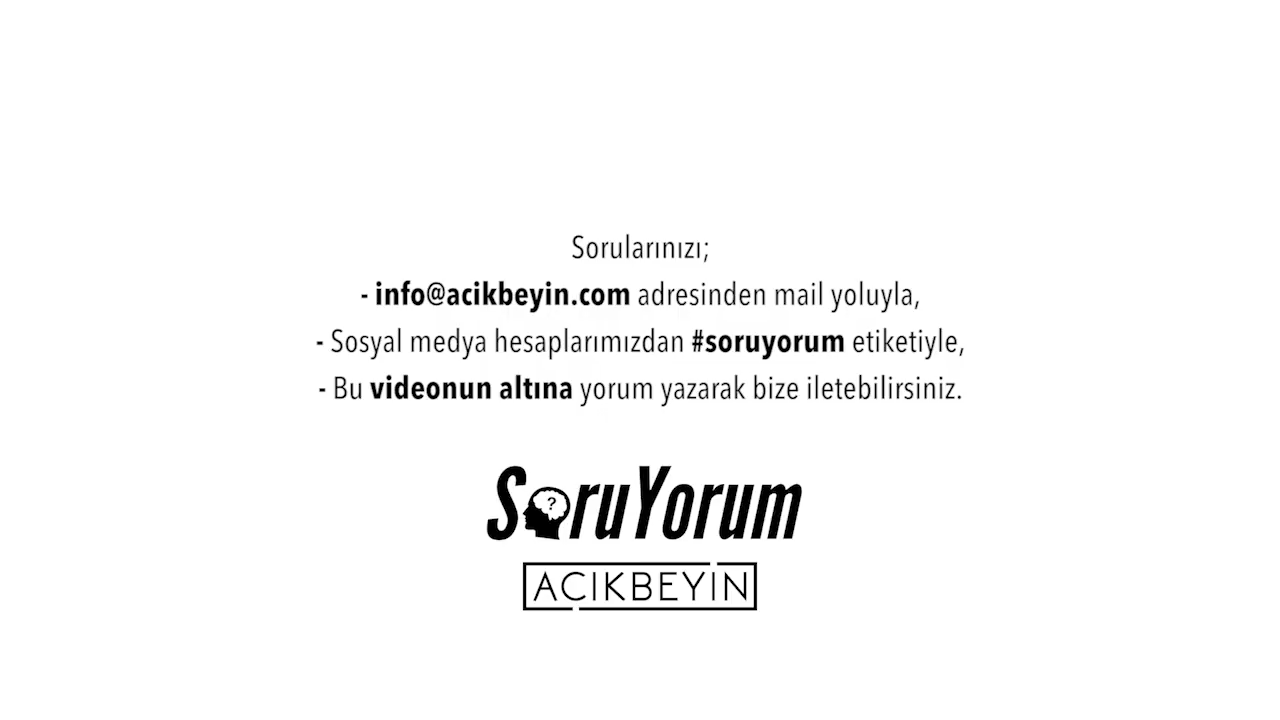 Sorularınızı;
- info@acikbeyin.com adresinden mail yoluyla,
- Sosyal medya hesaplarımızdan #soruyorum etiketiyle,
- Bu videonun altına yorum yazarak bize iletebilirsiniz.
SoruYorum
AÇIKBEYİN